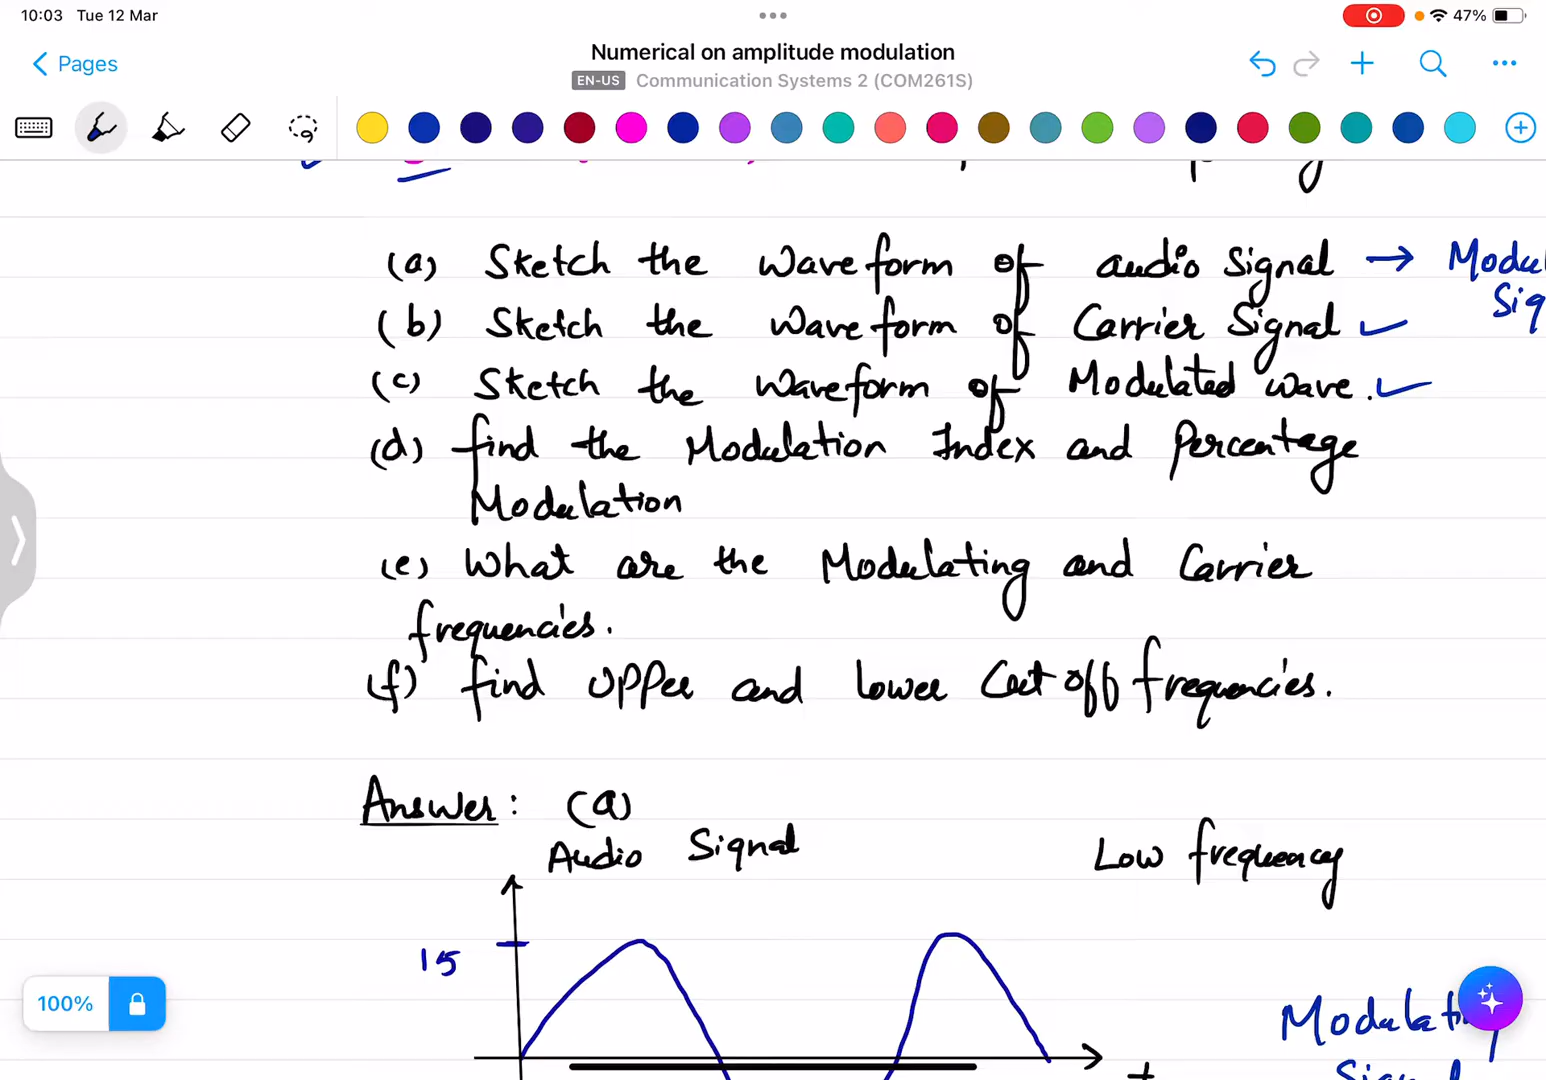 10:03 Tue 12 Mar
47%
Pages
Numerical on amplitude modulation
EN-US Communication Systems 2 (COM261S)
(a) Sketch the waveform of audio signal →
(b) Sketch the waveform of Carrier Signal ✓
(c) Sketch the waveform of Modulated wave. ✓
(d) find the Modulation Index and Percentage
Modulation
(e) What are the Modulating and Carrier
frequencies.
(f) find upper and lower Cut off frequencies.
Answer: (a)
Audio Signal
Low frequency
15
100%
t